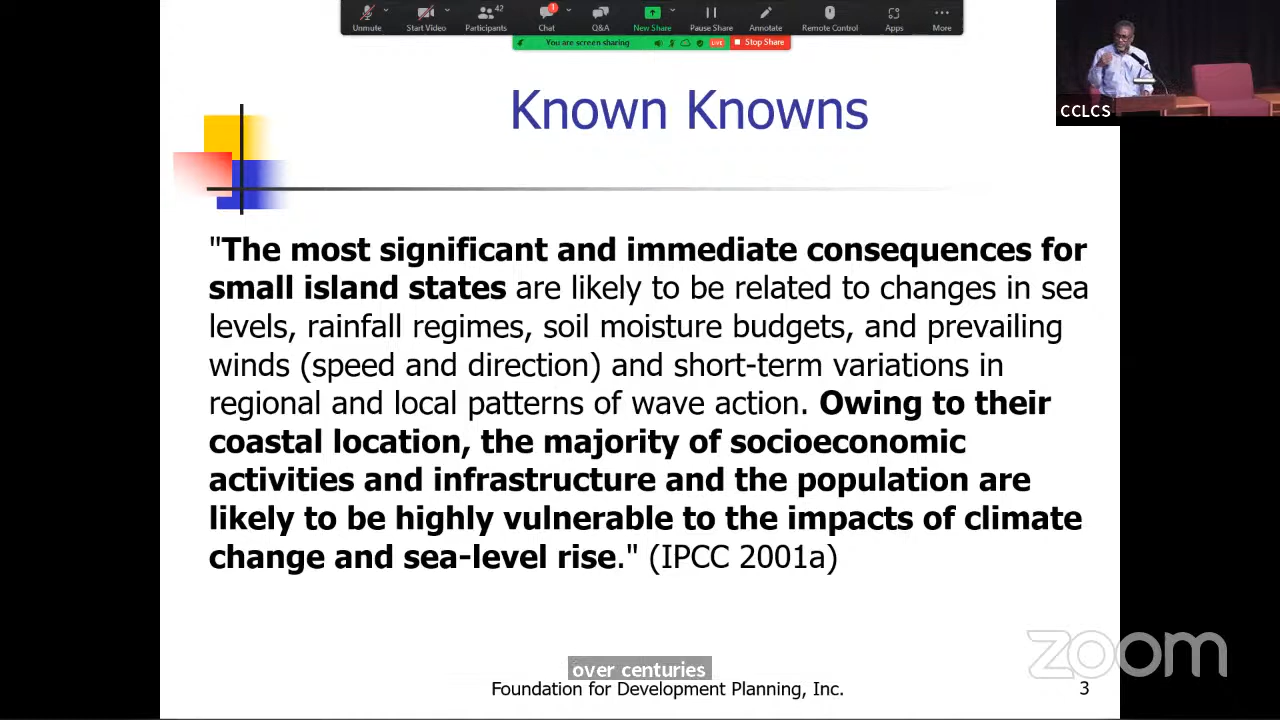 42
1
Unmute
Start Video
Participants
Chat
Q&A
New Share
Pause Share
Annotate
Remote Control
Apps
More
You are screen sharing
LIVE
Stop Share
CCLCS
Known Knowns
"The most significant and immediate consequences for
small island states are likely to be related to changes in sea
levels, rainfall regimes, soil moisture budgets, and prevailing
winds (speed and direction) and short-term variations in
regional and local patterns of wave action. Owing to their
coastal location, the majority of socioeconomic
activities and infrastructure and the population are
likely to be highly vulnerable to the impacts of climate
change and sea-level rise." (IPCC 2001a)
zoom
over centuries
Foundation for Development Planning, Inc.
3